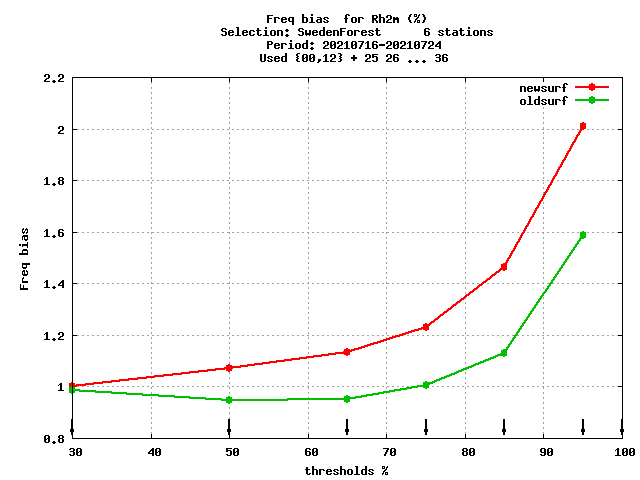 Freq bias  for Rh2m (%)
Selection: SwedenForest      6 stations
Period: 20210716-20210724
Used {00,12} + 25 26 ... 36
newsurf
oldsurf
2.2
2
1.8
1.6
1.4
1.2
1
0.8
Freq bias
30 40 50 60 70 80 90 100
thresholds %